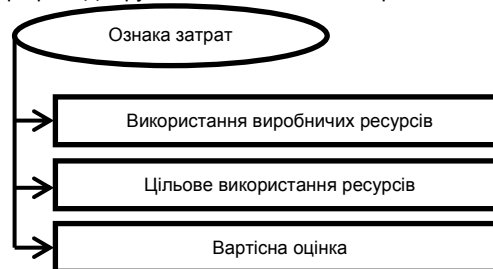 Ознака затрат
Використання виробничих ресурсів
Цільове використання ресурсів
Вартісна оцінка